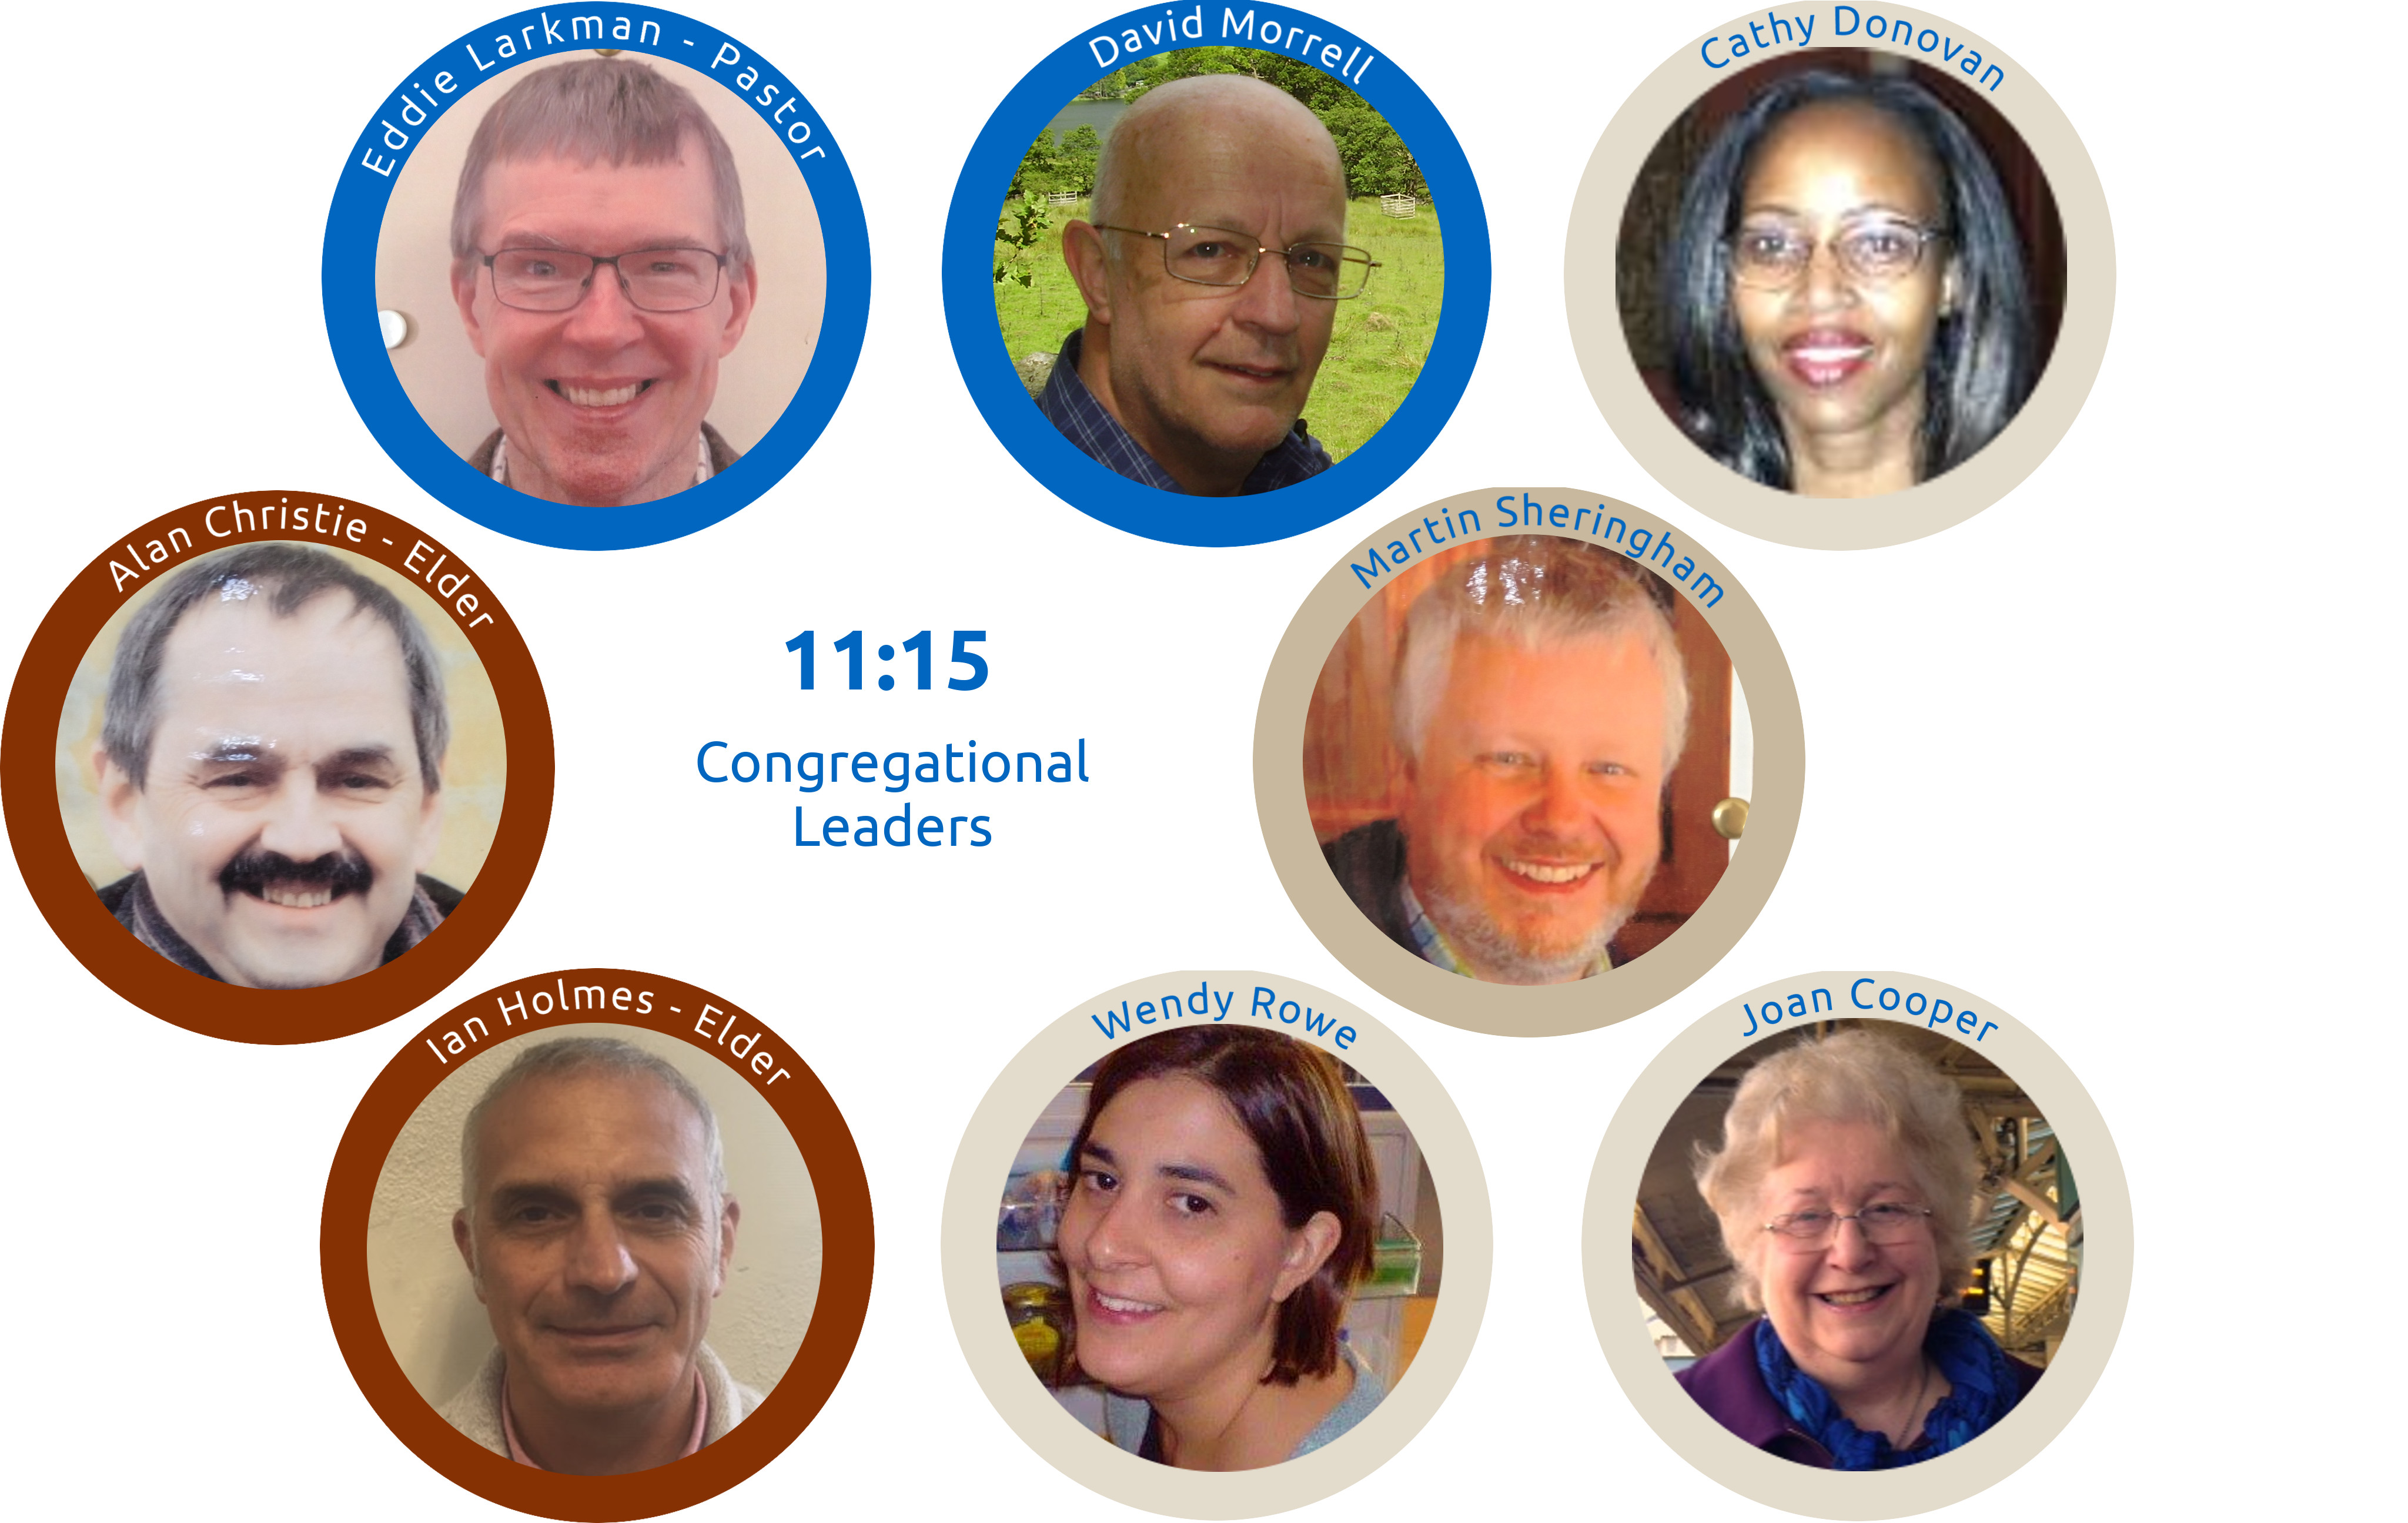 Eddie Larkman - Pastor
David Morrell
Cathy Donovan
Alan Christie - Elder
Martin Sheringham
11:15
Congregational
Leaders
Ian Holmes - Elder
Wendy Rowe
Joan Cooper